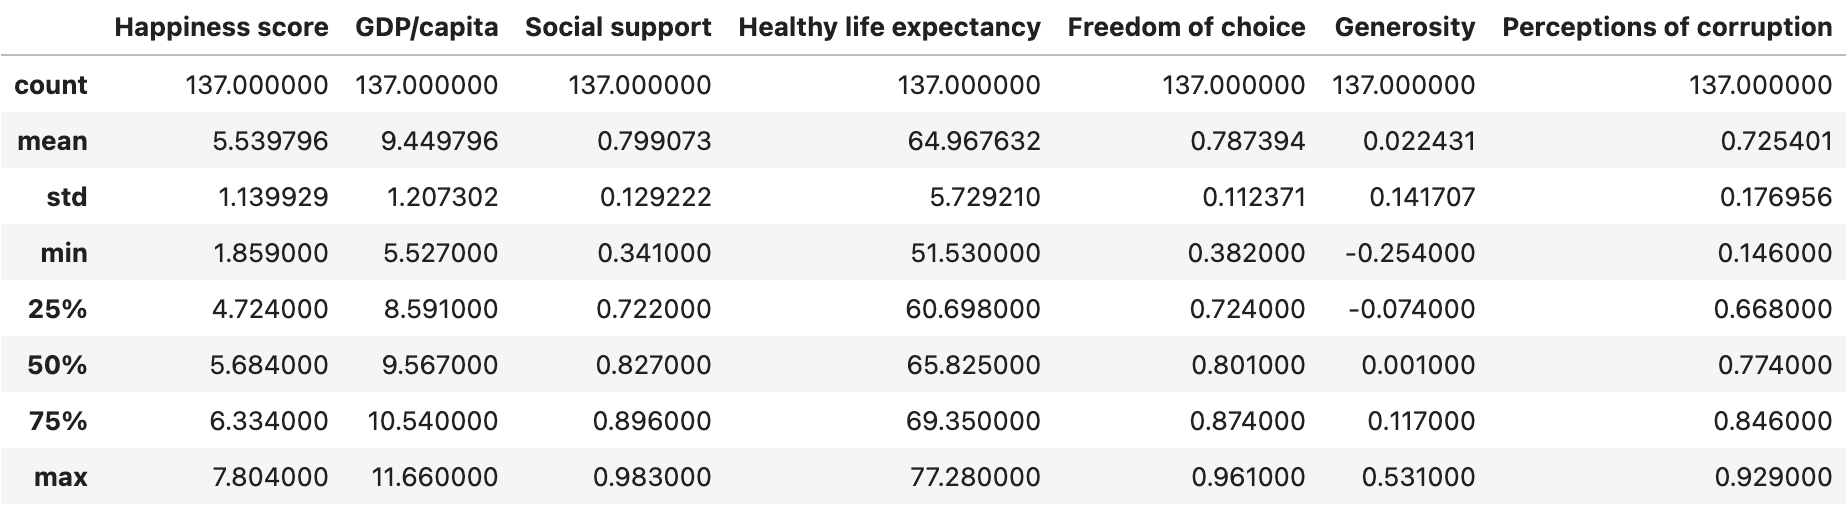 Happiness score GDP/capita Social support Healthy life expectancy Freedom of choice Generosity Perceptions of corruption
count 137.000000 137.000000 137.000000 137.000000 137.000000 137.000000 137.000000
mean 5.539796 9.449796 0.799073 64.967632 0.787394 0.022431 0.725401
std 1.139929 1.207302 0.129222 5.729210 0.112371 0.141707 0.176956
min 1.859000 5.527000 0.341000 51.530000 0.382000 -0.254000 0.146000
25% 4.724000 8.591000 0.722000 60.698000 0.724000 -0.074000 0.668000
50% 5.684000 9.567000 0.827000 65.825000 0.801000 0.001000 0.774000
75% 6.334000 10.540000 0.896000 69.350000 0.874000 0.117000 0.846000
max 7.804000 11.660000 0.983000 77.280000 0.961000 0.531000 0.929000